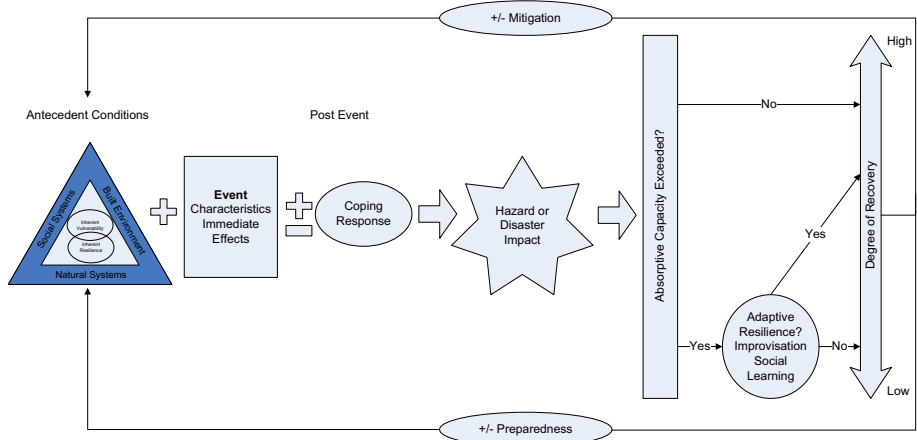 +/- Mitigation
High
Antecedent Conditions
Post Event
No
Social Systems
Built Environment
Natural Systems
Inherent
Vulnerability
Inherent
Resilience
Event
Characteristics
Immediate
Effects
Coping
Response
Hazard or
Disaster
Impact
Absorptive Capacity Exceeded?
Yes
Degree of Recovery
Yes
Adaptive
Resilience?
Improvisation
Social
Learning
No
Low
+/- Preparedness